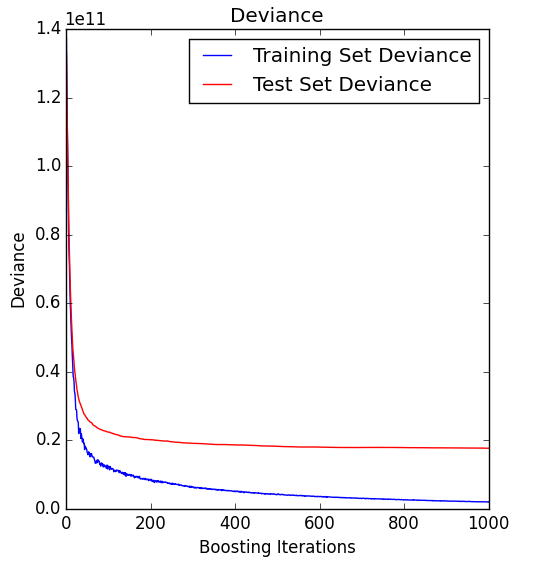 Deviance
1e11
Training Set Deviance
Test Set Deviance
1.4
1.2
1.0
0.8
0.6
0.4
0.2
0.0
Deviance
0 200 400 600 800 1000
Boosting Iterations